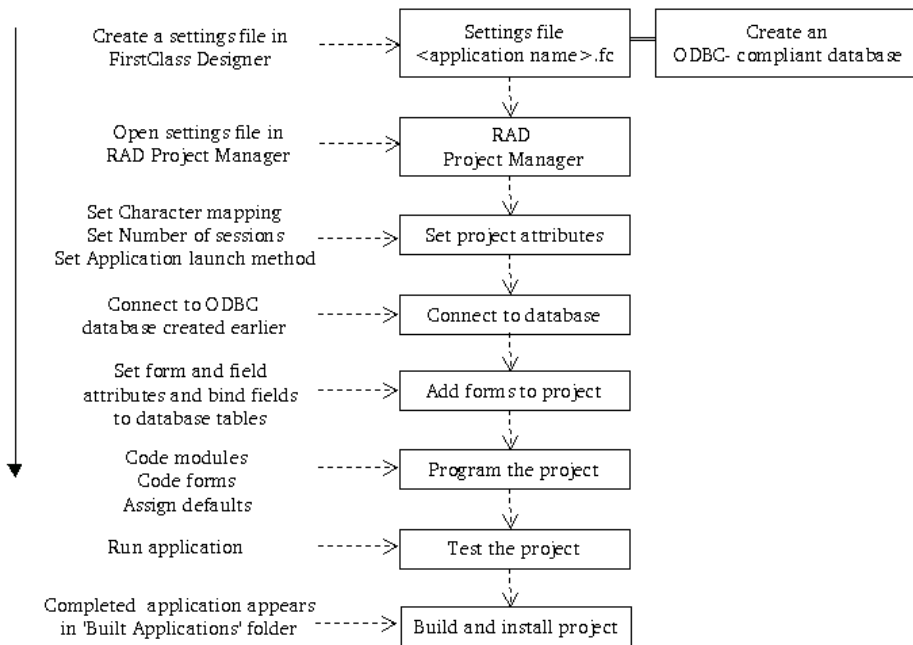 Create a settings file in
FirstClass Designer
Settings file
<application name>.fc
Create an
ODBC- compliant database
Open settings file in
RAD Project Manager
RAD
Project Manager
Set Character mapping
Set Number of sessions
Set Application launch method
Set project attributes
Connect to ODBC
database created earlier
Connect to database
Set form and field
attributes and bind fields
to database tables
Add forms to project
Code modules
Code forms
Assign defaults
Program the project
Run application
Test the project
Completed application appears
in 'Built Applications' folder
Build and install project